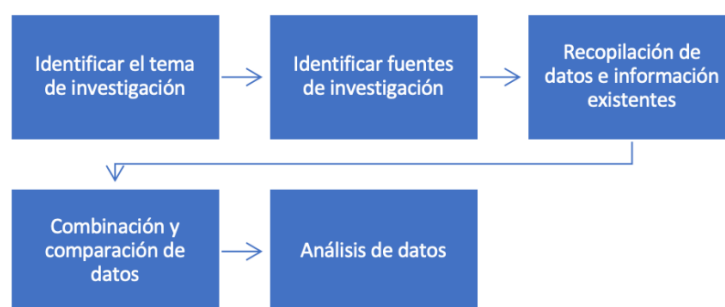 Identificar el tema
de investigación
Identificar fuentes
de investigación
Recopilación de
datos e información
existentes
Combinación y
comparación de
datos
Análisis de datos